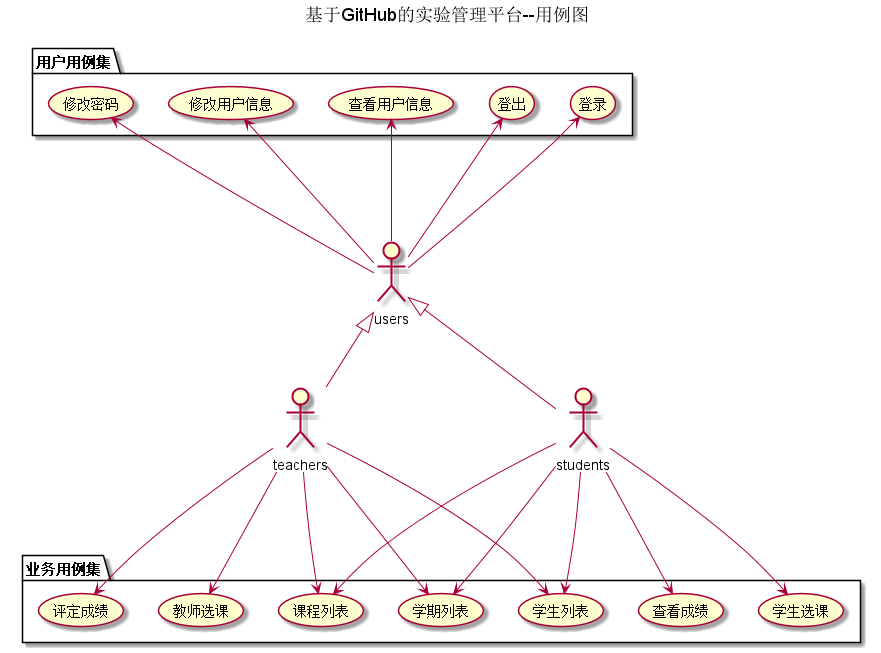 基于GitHub的实验管理平台--用例图
用户用例集
修改密码
修改用户信息
查看用户信息
登出
登录
users
teachers
students
业务用例集
评定成绩
教师选课
课程列表
学期列表
学生列表
查看成绩
学生选课